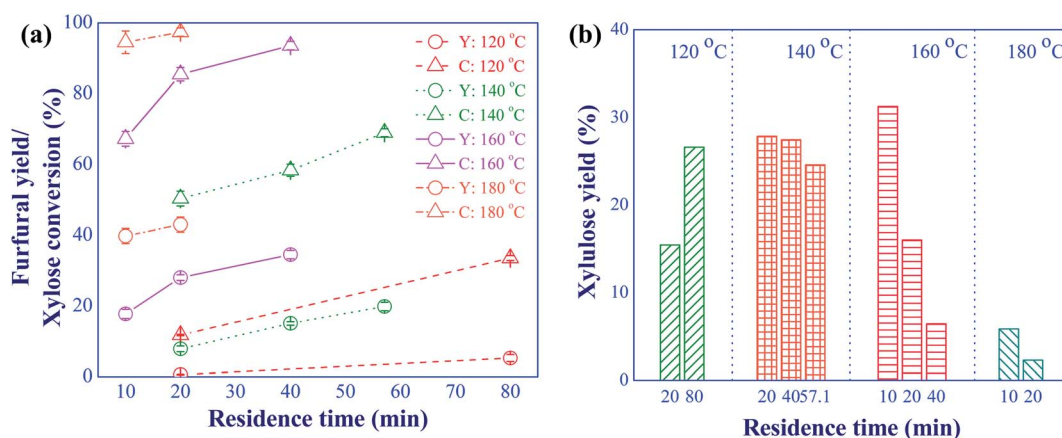 (a)
Furfural yield/
Xylose conversion (%)
100
80
60
40
20
0
Y: 120 °C
C: 120 °C
Y: 140 °C
C: 140 °C
Y: 160 °C
C: 160 °C
Y: 180 °C
C: 180 °C
10 20 30 40 50 60 70 80
Residence time (min)
(b)
Xylulose yield (%)
40
30
20
10
0
120 °C 140 °C 160 °C 180 °C
20 80 20 40 57.1 10 20 40 10 20
Residence time (min)